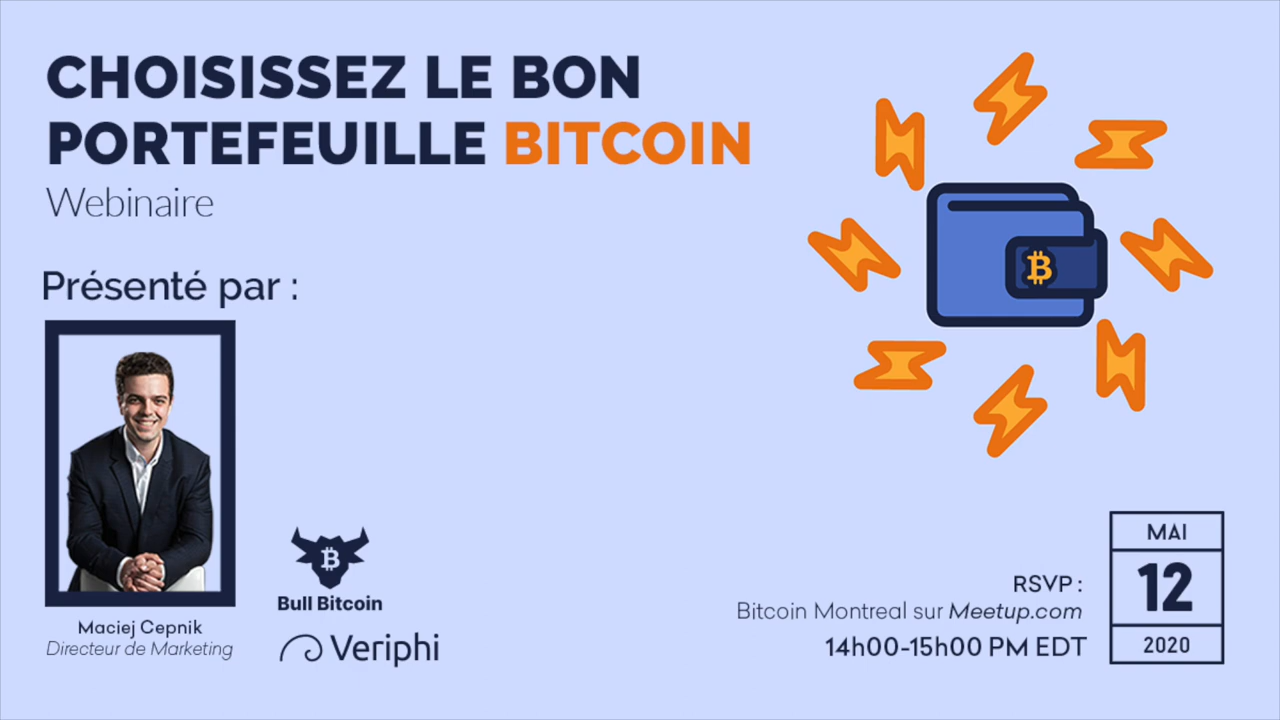 CHOISISSEZ LE BON
PORTEFEUILLE BITCOIN
Webinaire
Présenté par :
Maciej Cepnik
Directeur de Marketing
Bull Bitcoin
Veriphi
RSVP :
Bitcoin Montreal sur Meetup.com
14h00-15h00 PM EDT
MAI
12
2020